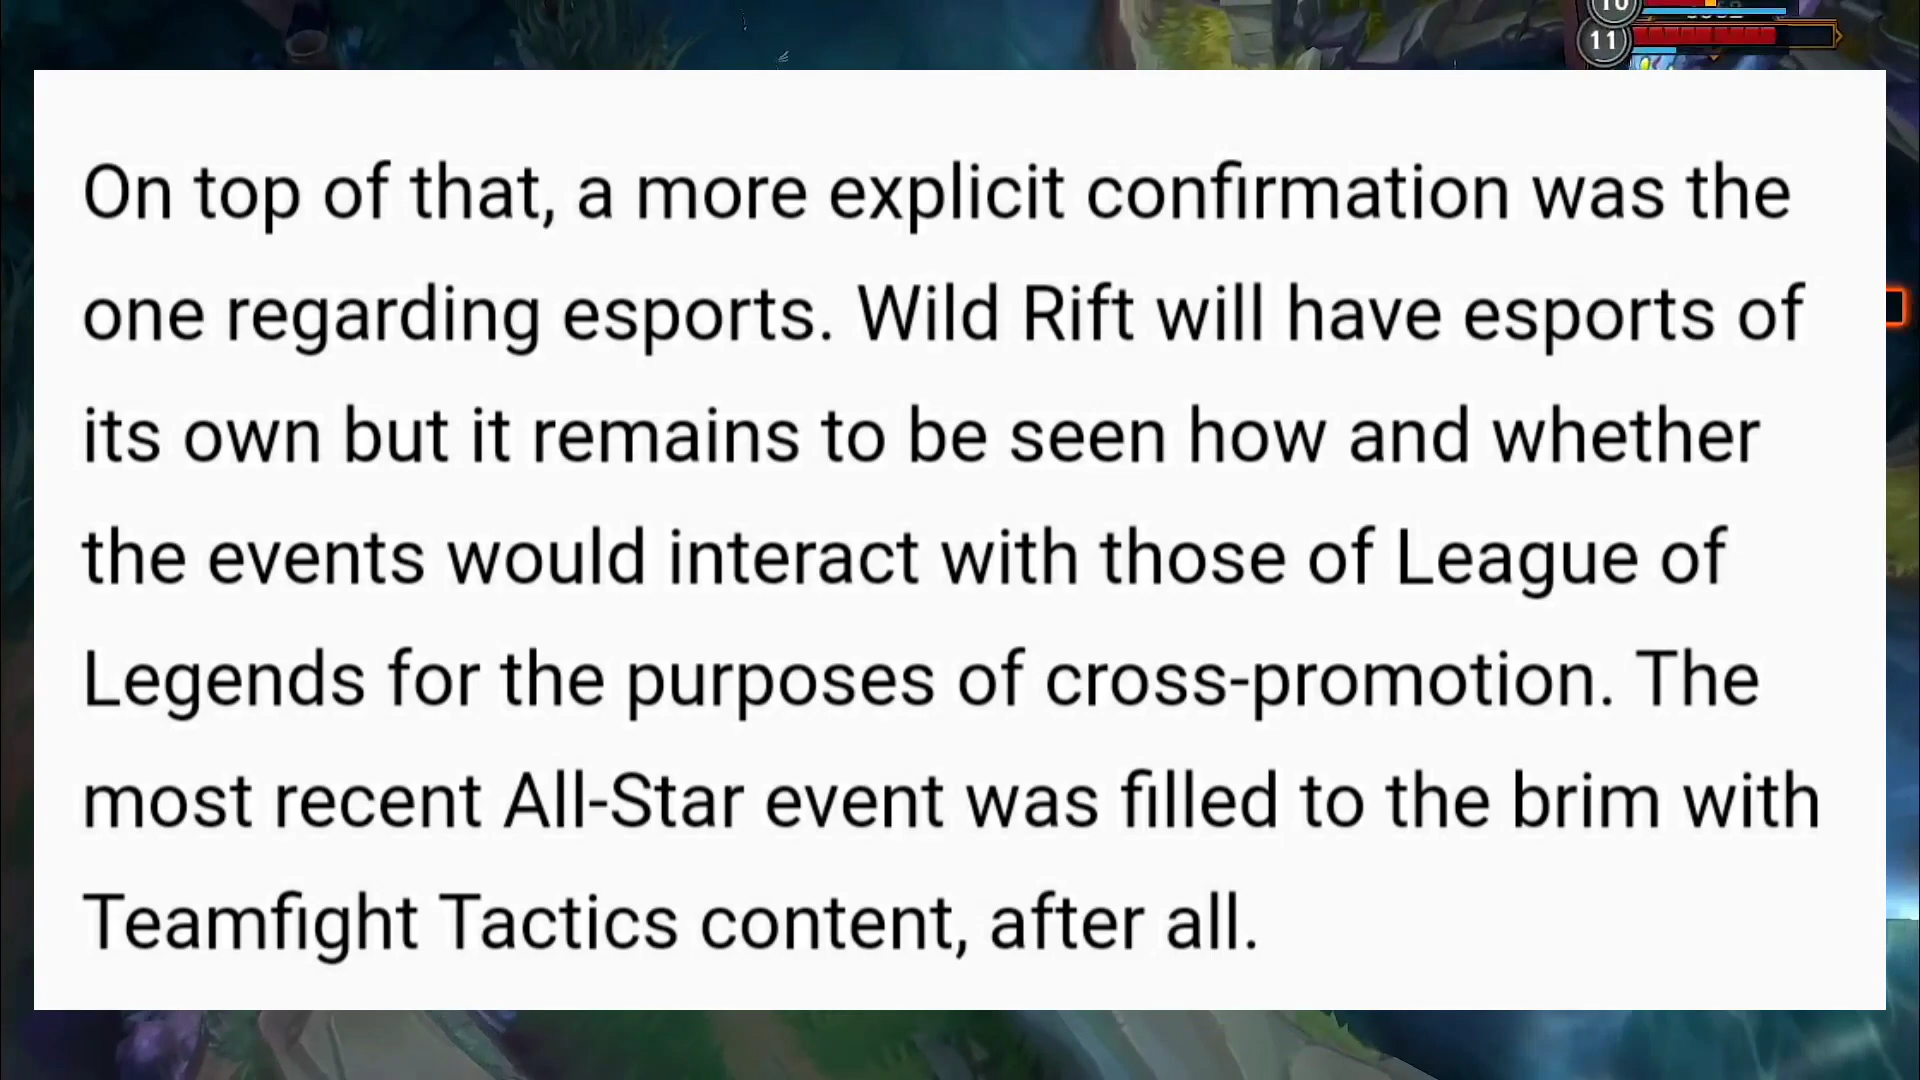 10
11
On top of that, a more explicit confirmation was the
one regarding esports. Wild Rift will have esports of
its own but it remains to be seen how and whether
the events would interact with those of League of
Legends for the purposes of cross-promotion. The
most recent All-Star event was filled to the brim with
Teamfight Tactics content, after all.